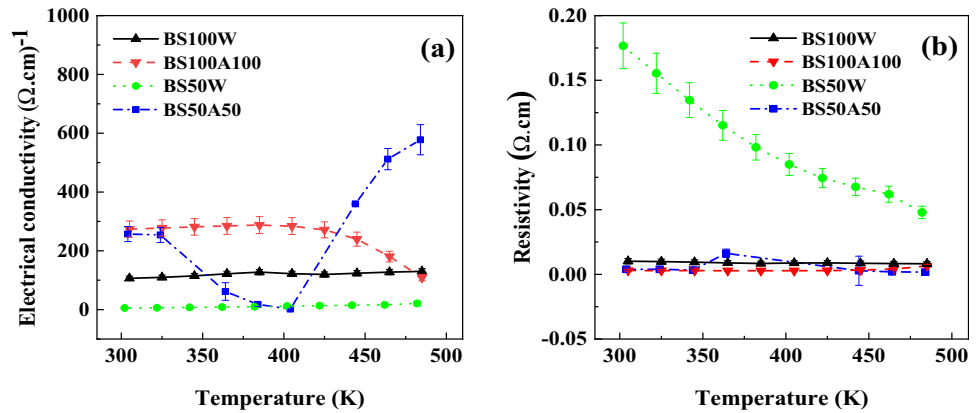 (a)
BS100W
BS100A100
BS50W
BS50A50
Electrical conductivity (Ω.cm)⁻¹
1000
800
600
400
200
0
300 350 400 450 500
Temperature (K)
(b)
BS100W
BS100A100
BS50W
BS50A50
Resistivity (Ω.cm)
0.20
0.15
0.10
0.05
0.00
-0.05
300 350 400 450 500
Temperature (K)